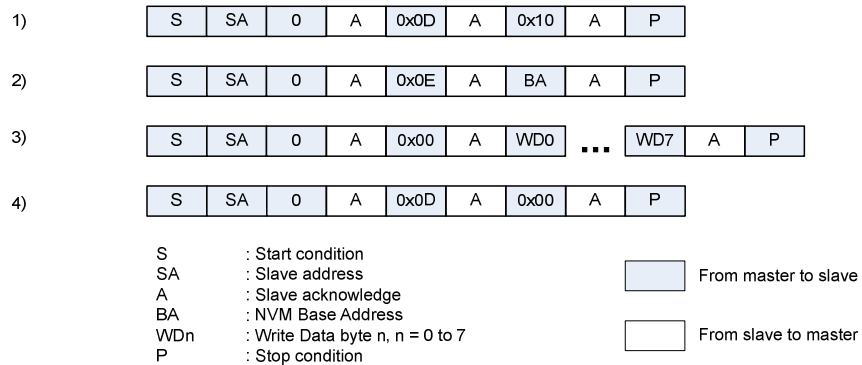 1) S SA 0 A 0x0D A 0x10 A P
2) S SA 0 A 0x0E A BA A P
3) S SA 0 A 0x00 A WD0 ... WD7 A P
4) S SA 0 A 0x0D A 0x00 A P
S : Start condition
SA : Slave address
A : Slave acknowledge
BA : NVM Base Address
WDn : Write Data byte n, n = 0 to 7
P : Stop condition
From master to slave
From slave to master